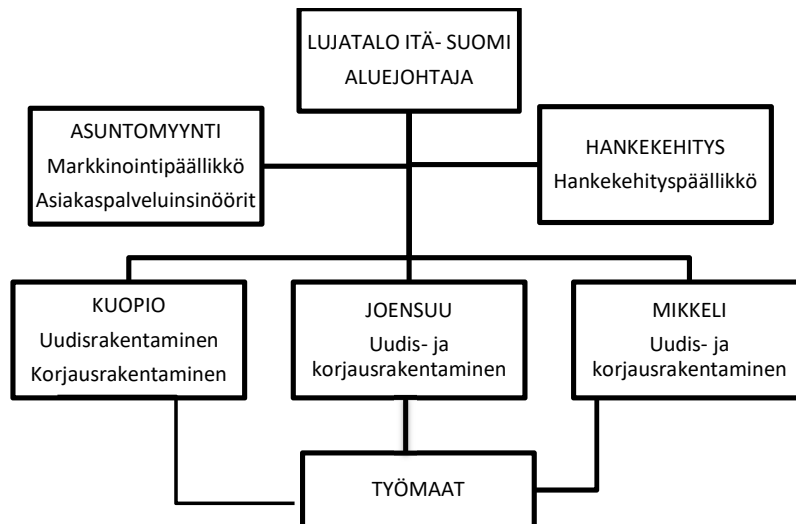 LUJATALO ITÄ- SUOMI
ALUEJOHTAJA
ASUNTOMYYNTI
Markkinointipäällikkö
Asiakaspalveluinsinöörit
HANKEKEHITYS
Hankekehityspäällikkö
KUOPIO
Uudisrakentaminen
Korjausrakentaminen
JOENSUU
Uudis- ja
korjausrakentaminen
MIKKELI
Uudis- ja
korjausrakentaminen
TYÖMAAT